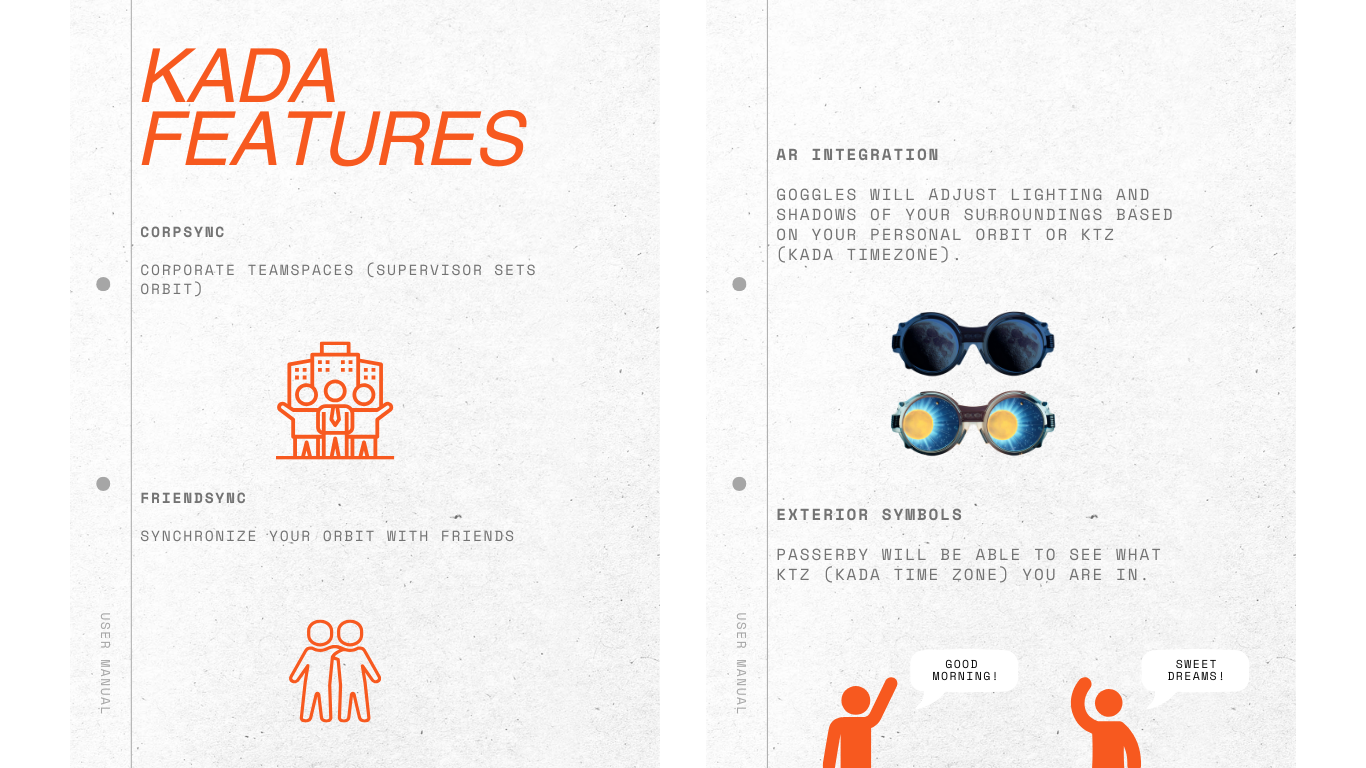 KADA
FEATURES
CORPSYNC
CORPORATE TEAMSPACES (SUPERVISOR SETS
ORBIT)
FRIENDSYNC
SYNCHRONIZE YOUR ORBIT WITH FRIENDS
USER MANUAL
AR INTEGRATION
GOGGLES WILL ADJUST LIGHTING AND
SHADOWS OF YOUR SURROUNDINGS BASED
ON YOUR PERSONAL ORBIT OR KTZ
(KADA TIMEZONE).
EXTERIOR SYMBOLS
PASSERBY WILL BE ABLE TO SEE WHAT
KTZ (KADA TIME ZONE) YOU ARE IN.
GOOD
MORNING!
SWEET
DREAMS!
USER MANUAL